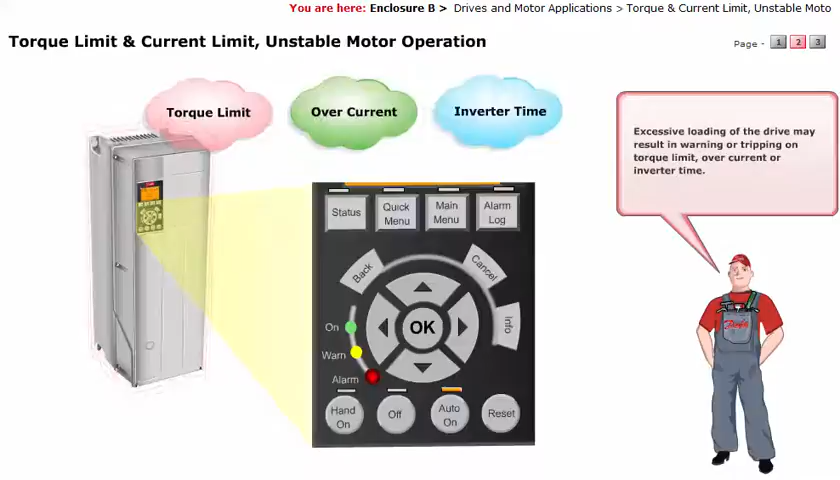 You are here: Enclosure B > Drives and Motor Applications > Torque & Current Limit, Unstable Moto
Torque Limit & Current Limit, Unstable Motor Operation
Page - 1 2 3
Torque Limit
Over Current
Inverter Time
Excessive loading of the drive may
result in warning or tripping on
torque limit, over current or
inverter time.
Status
Quick
Menu
Main
Menu
Alarm
Log
Back
Cancel
Info
OK
On
Warn
Alarm
Hand
On
Off
Auto
On
Reset
Danfoss